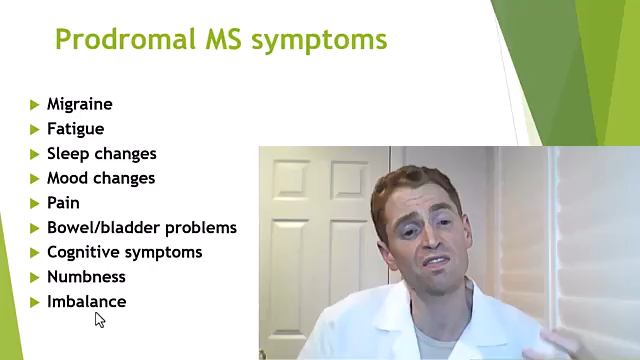 Prodromal MS symptoms
Migraine
Fatigue
Sleep changes
Mood changes
Pain
Bowel/bladder problems
Cognitive symptoms
Numbness
Imbalance